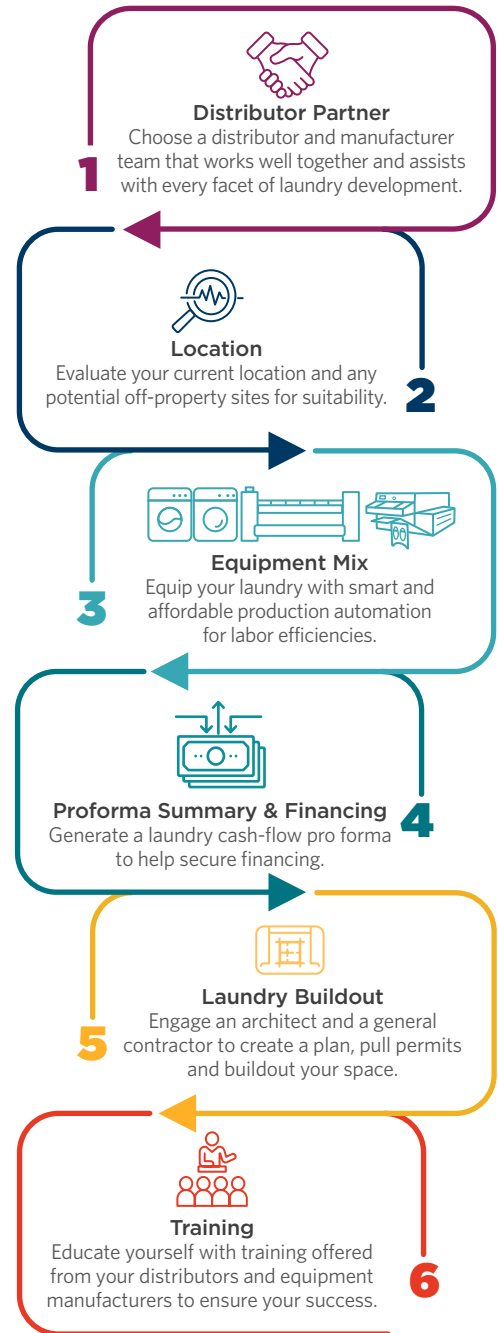 Distributor Partner
Choose a distributor and manufacturer
team that works well together and assists
with every facet of laundry development.
1
Location
Evaluate your current location and any
potential off-property sites for suitability.
2
Equipment Mix
Equip your laundry with smart and
affordable production automation
for labor efficiencies.
3
Proforma Summary & Financing
Generate a laundry cash-flow pro forma
to help secure financing.
4
Laundry Buildout
Engage an architect and a general
contractor to create a plan, pull permits
and buildout your space.
5
Training
Educate yourself with training offered
from your distributors and equipment
manufacturers to ensure your success.
6